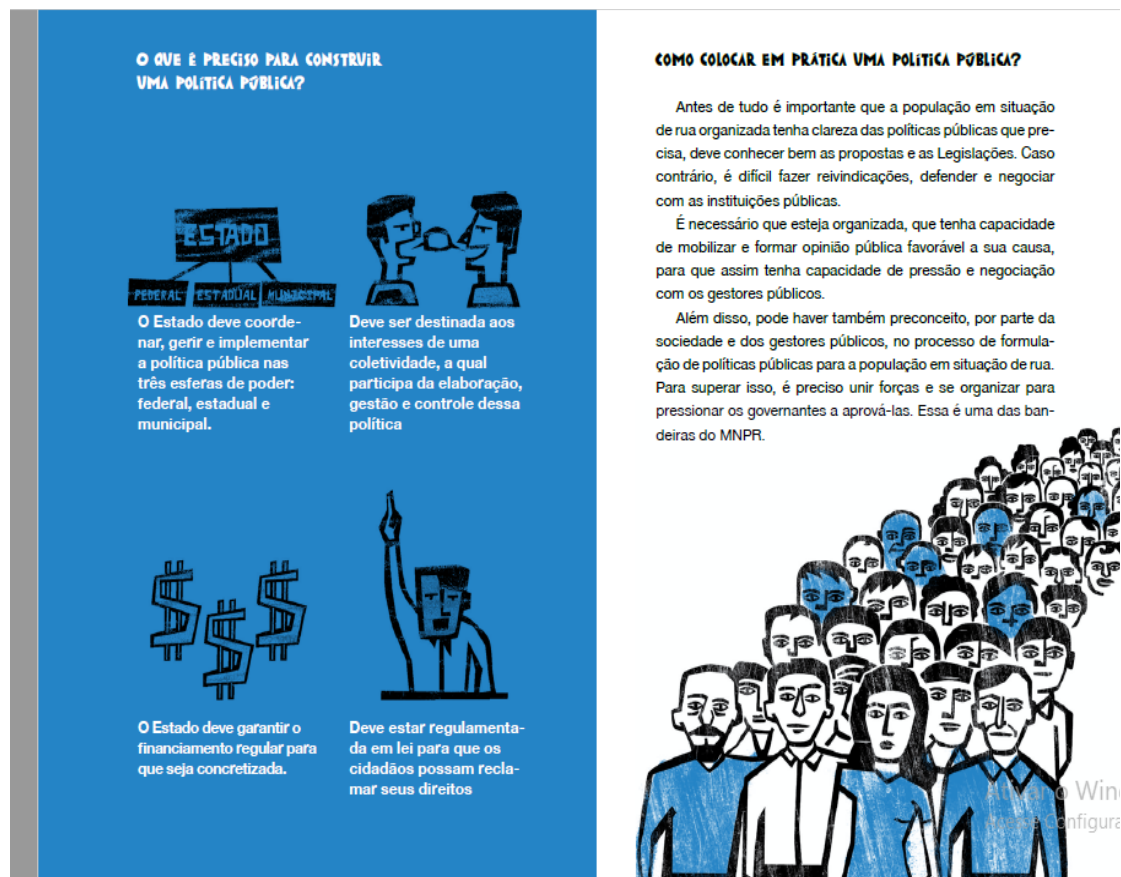 O QUE É PRECISO PARA CONSTRUIR
UMA POLÍTICA PÚBLICA?
ESTADO
FEDERAL ESTADUAL MUNICIPAL
O Estado deve coorde-
nar, gerir e implementar
a política pública nas
três esferas de poder:
federal, estadual e
municipal.
Deve ser destinada aos
interesses de uma
coletividade, a qual
participa da elaboração,
gestão e controle dessa
política
$ $ $
O Estado deve garantir o
financiamento regular para
que seja concretizada.
Deve estar regulamenta-
da em lei para que os
cidadãos possam recla-
mar seus direitos
COMO COLOCAR EM PRÁTICA UMA POLÍTICA PÚBLICA?
Antes de tudo é importante que a população em situação
de rua organizada tenha clareza das políticas públicas que pre-
cisa, deve conhecer bem as propostas e as Legislações. Caso
contrário, é difícil fazer reivindicações, defender e negociar
com as instituições públicas.
É necessário que esteja organizada, que tenha capacidade
de mobilizar e formar opinião pública favorável a sua causa,
para que assim tenha capacidade de pressão e negociação
com os gestores públicos.
Além disso, pode haver também preconceito, por parte da
sociedade e dos gestores públicos, no processo de formula-
ção de políticas públicas para a população em situação de rua.
Para superar isso, é preciso unir forças e se organizar para
pressionar os governantes a aprová-las. Essa é uma das ban-
deiras do MNPR.